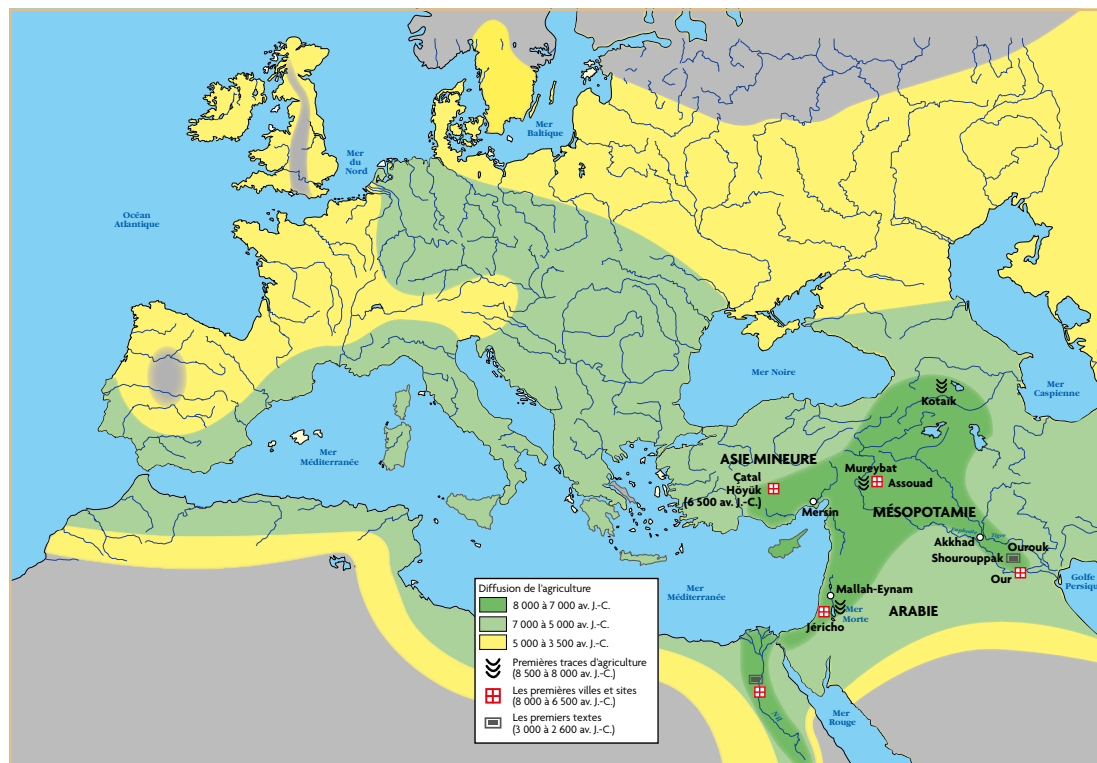 Mer
Baltique
Mer
du
Nord
Océan
Atlantique
Mer Noire
Mer
Caspienne
Kotaïk
ASIE MINEURE
Mer
Méditerranée
Çatal
Höyük
(6 500 av. J.-C.)
Mureybat
Assouad
Mersin
MÉSOPOTAMIE
Euphrate
Tigre
Akkhad
Ourouk
Shourouppak
Our
Golfe
Persique
Mallah-Eynam
Mer
Morte
ARABIE
Jéricho
Mer
Méditerranée
Nil
Mer
Rouge
Diffusion de l'agriculture
8 000 à 7 000 av. J.-C.
7 000 à 5 000 av. J.-C.
5 000 à 3 500 av. J.-C.
Premières traces d'agriculture
(8 500 à 8 000 av. J.-C.)
Les premières villes et sites
(8 000 à 6 500 av. J.-C.)
Les premiers textes
(3 000 à 2 600 av. J.-C.)